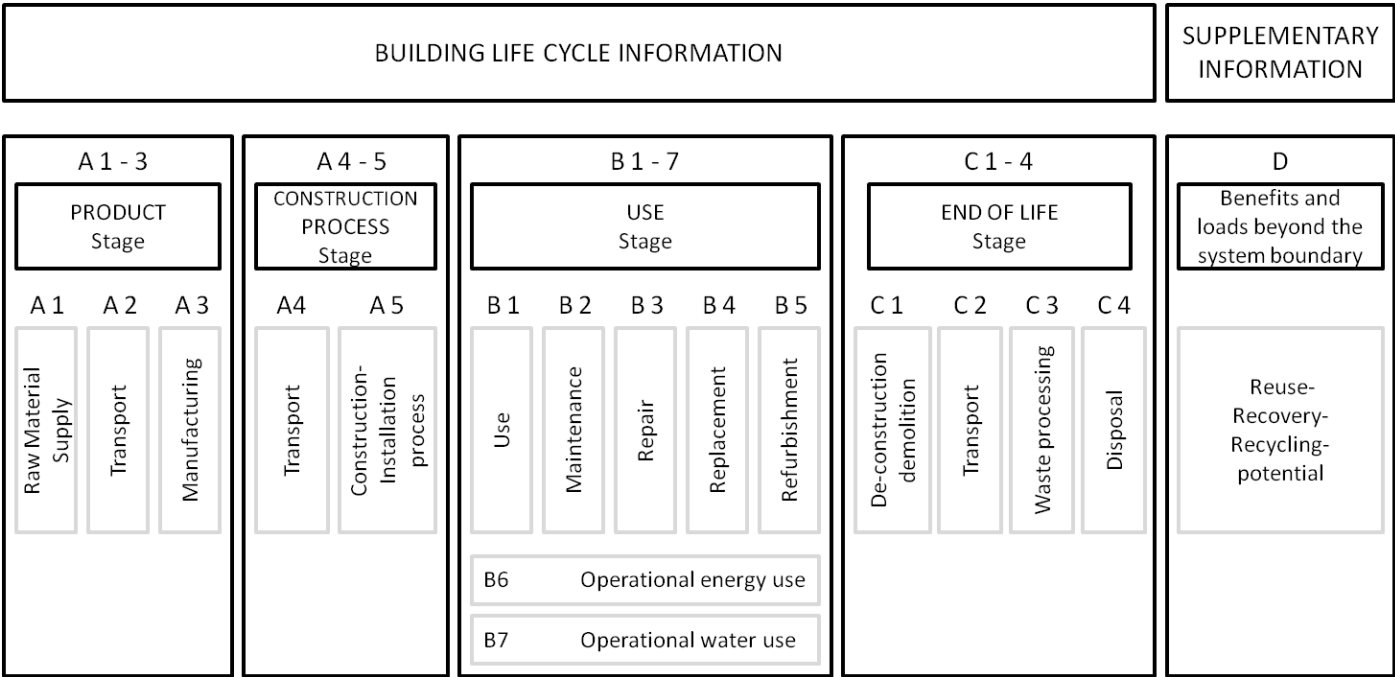 BUILDING LIFE CYCLE INFORMATION
SUPPLEMENTARY
INFORMATION
A 1 - 3
PRODUCT
Stage
A 1
A 2
A 3
Raw Material
Supply
Transport
Manufacturing
A 4 - 5
CONSTRUCTION
PROCESS
Stage
A4
A 5
Transport
Construction-
Installation
process
B 1 - 7
USE
Stage
B 1
B 2
B 3
B 4
B 5
Use
Maintenance
Repair
Replacement
Refurbishment
B6 Operational energy use
B7 Operational water use
C 1 - 4
END OF LIFE
Stage
C 1
C 2
C 3
C 4
De-construction
demolition
Transport
Waste processing
Disposal
D
Benefits and
loads beyond the
system boundary
Reuse-
Recovery-
Recycling-
potential